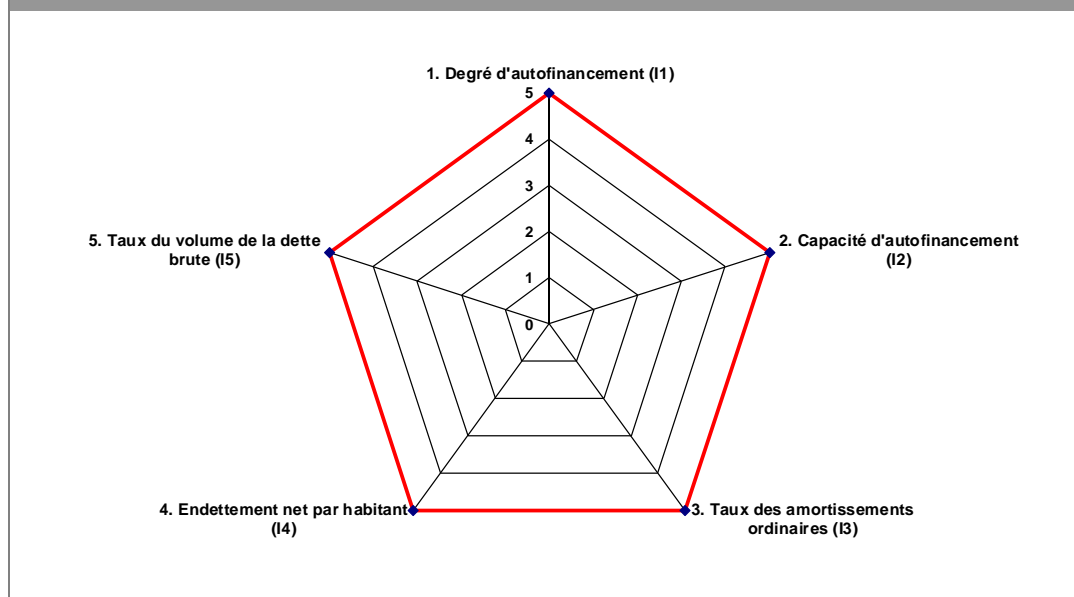 1. Degré d'autofinancement (I1)
5
4
3
2
1
0
2. Capacité d'autofinancement
(I2)
3. Taux des amortissements
ordinaires (I3)
4. Endettement net par habitant
(I4)
5. Taux du volume de la dette
brute (I5)